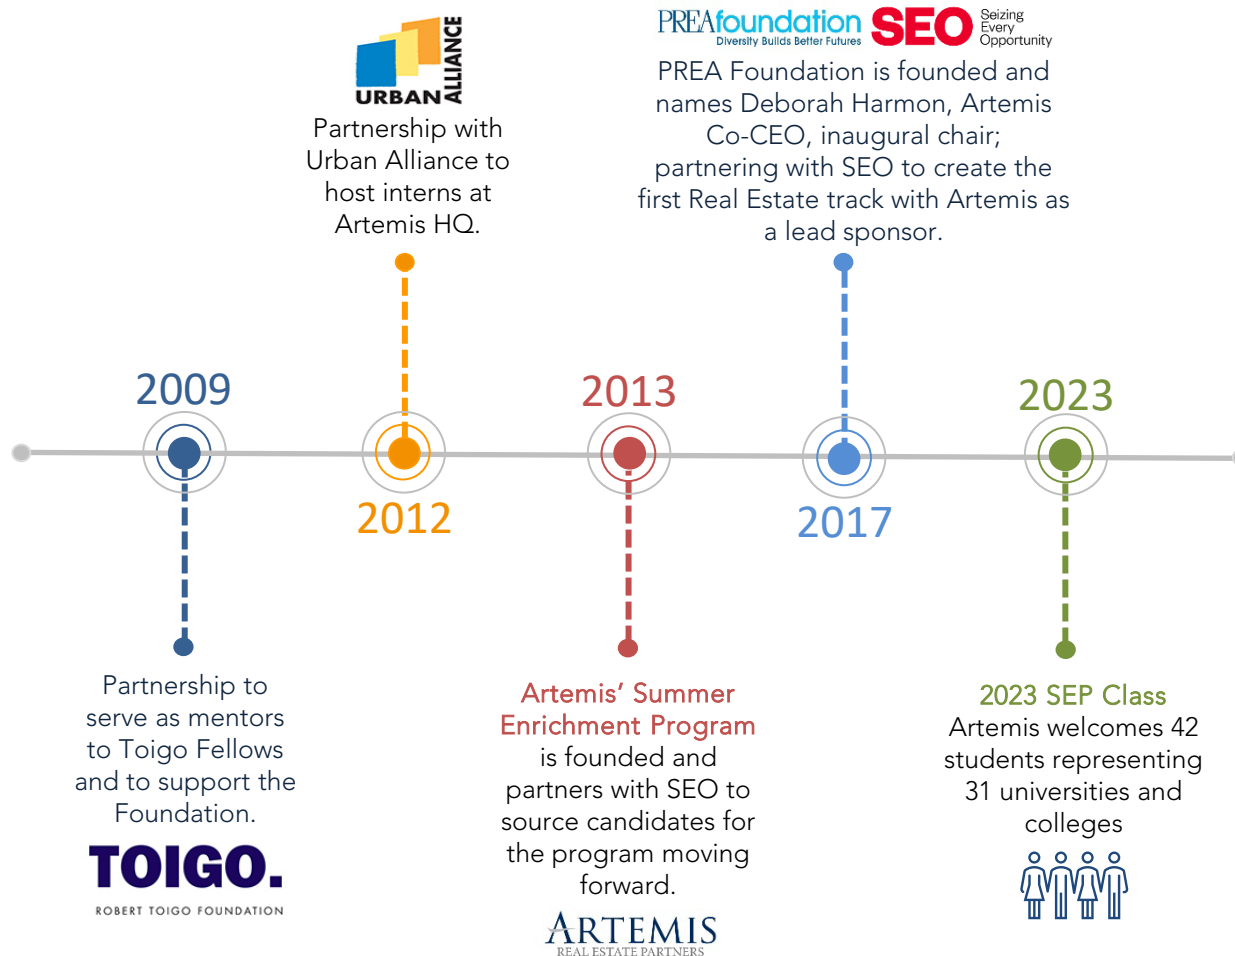 URBAN
ALLIANCE
Partnership with
Urban Alliance to
host interns at
Artemis HQ.
PREAfoundation
Diversity Builds Better Futures
SEO
Seizing
Every
Opportunity
PREA Foundation is founded and
names Deborah Harmon, Artemis
Co-CEO, inaugural chair;
partnering with SEO to create the
first Real Estate track with Artemis as
a lead sponsor.
2009
2012
2013
2017
2023
Partnership to
serve as mentors
to Toigo Fellows
and to support the
Foundation.
TOIGO.
ROBERT TOIGO FOUNDATION
Artemis’ Summer
Enrichment Program
is founded and
partners with SEO to
source candidates for
the program moving
forward.
ARTEMIS
REAL ESTATE PARTNERS
2023 SEP Class
Artemis welcomes 42
students representing
31 universities and
colleges